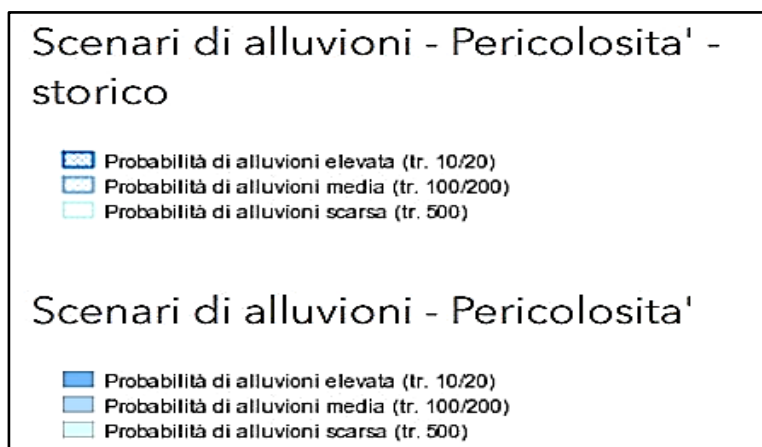 Scenari di alluvioni - Pericolosita' -
storico
Probabilità di alluvioni elevata (tr. 10/20)
Probabilità di alluvioni media (tr. 100/200)
Probabilità di alluvioni scarsa (tr. 500)
Scenari di alluvioni - Pericolosita'
Probabilità di alluvioni elevata (tr. 10/20)
Probabilità di alluvioni media (tr. 100/200)
Probabilità di alluvioni scarsa (tr. 500)